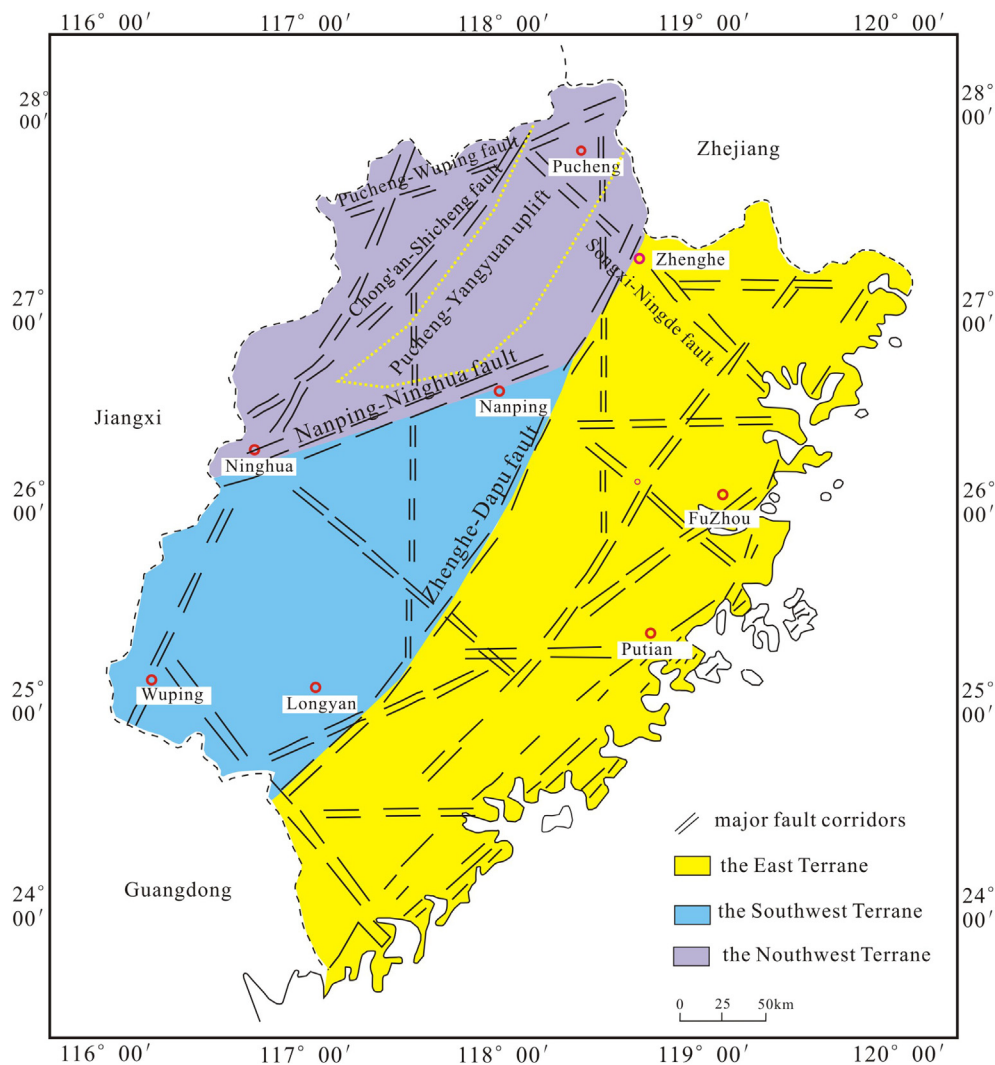 116° 00′ 117° 00′ 118° 00′ 119° 00′ 120° 00′
28°
00′
28°
00′
Zhejiang
Pucheng-Wuping fault
Pucheng
Chong'an-Shicheng fault
Pucheng-Yangyuan uplift
Zhenghe
Songxi-Ningde fault
27°
00′
27°
00′
Nanping-Ninghua fault
Nanping
Jiangxi
Ninghua
Zhenghe-Dapu fault
26°
00′
26°
00′
FuZhou
Putian
Wuping
Longyan
25°
00′
25°
00′
major fault corridors
the East Terrane
Guangdong
24°
00′
24°
00′
the Southwest Terrane
the Nouthwest Terrane
0 25 50km
116° 00′ 117° 00′ 118° 00′ 119° 00′ 120° 00′